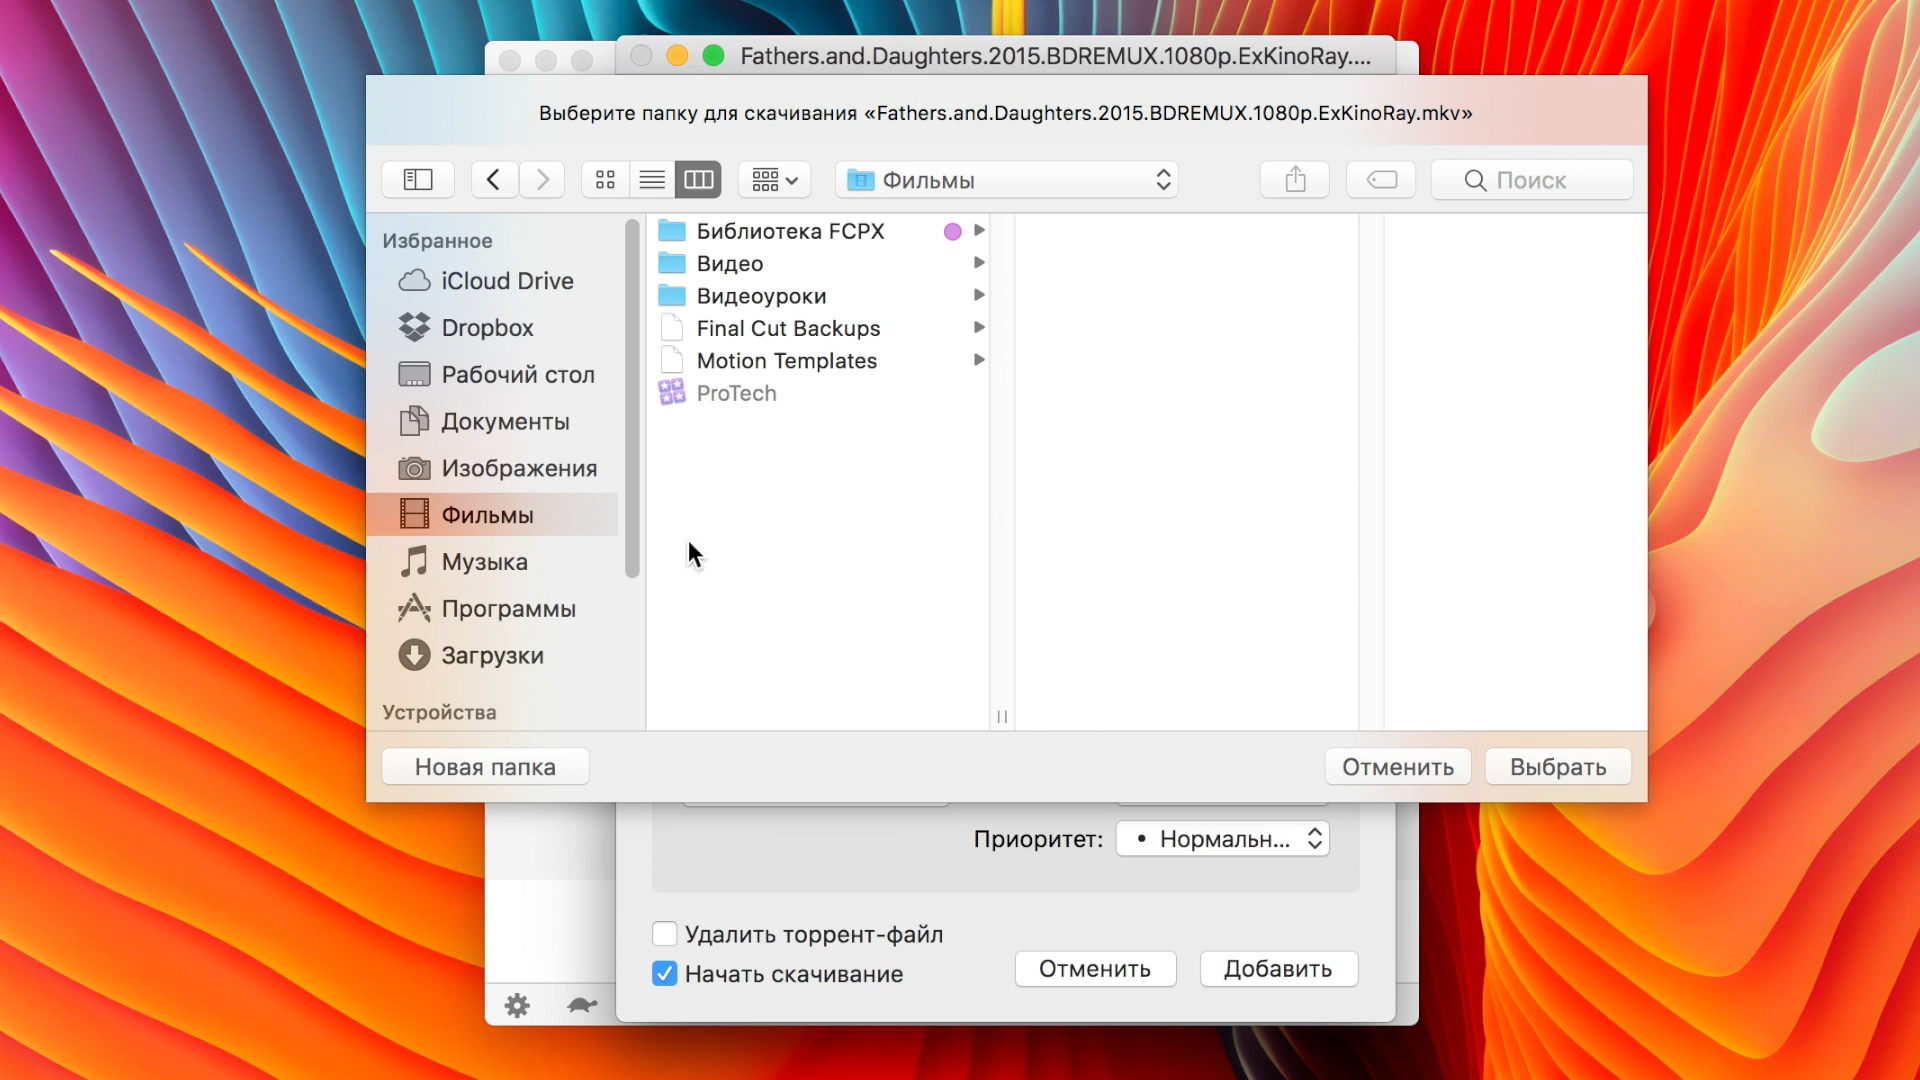 Fathers.and.Daughters.2015.BDREMUX.1080p.ExKinoRay....
Выберите папку для скачивания «Fathers.and.Daughters.2015.BDREMUX.1080p.ExKinoRay.mkv»
Фильмы
Поиск
Избранное
iCloud Drive
Dropbox
Рабочий стол
Документы
Изображения
Фильмы
Музыка
Программы
Загрузки
Устройства
Библиотека FCPX
Видео
Видеоуроки
Final Cut Backups
Motion Templates
ProTech
Новая папка
Отменить
Выбрать
Приоритет:
• Нормальн...
Удалить торрент-файл
Начать скачивание
Отменить
Добавить